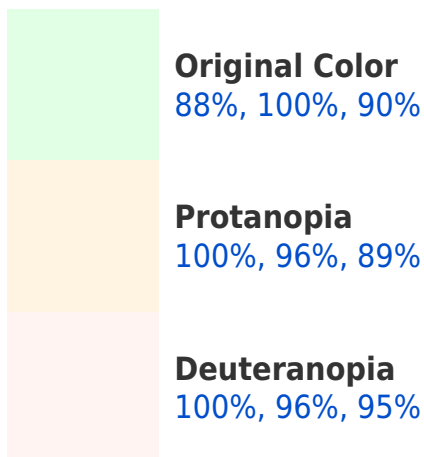 Original Color
88%, 100%, 90%
Protanopia
100%, 96%, 89%
Deuteranopia
100%, 96%, 95%